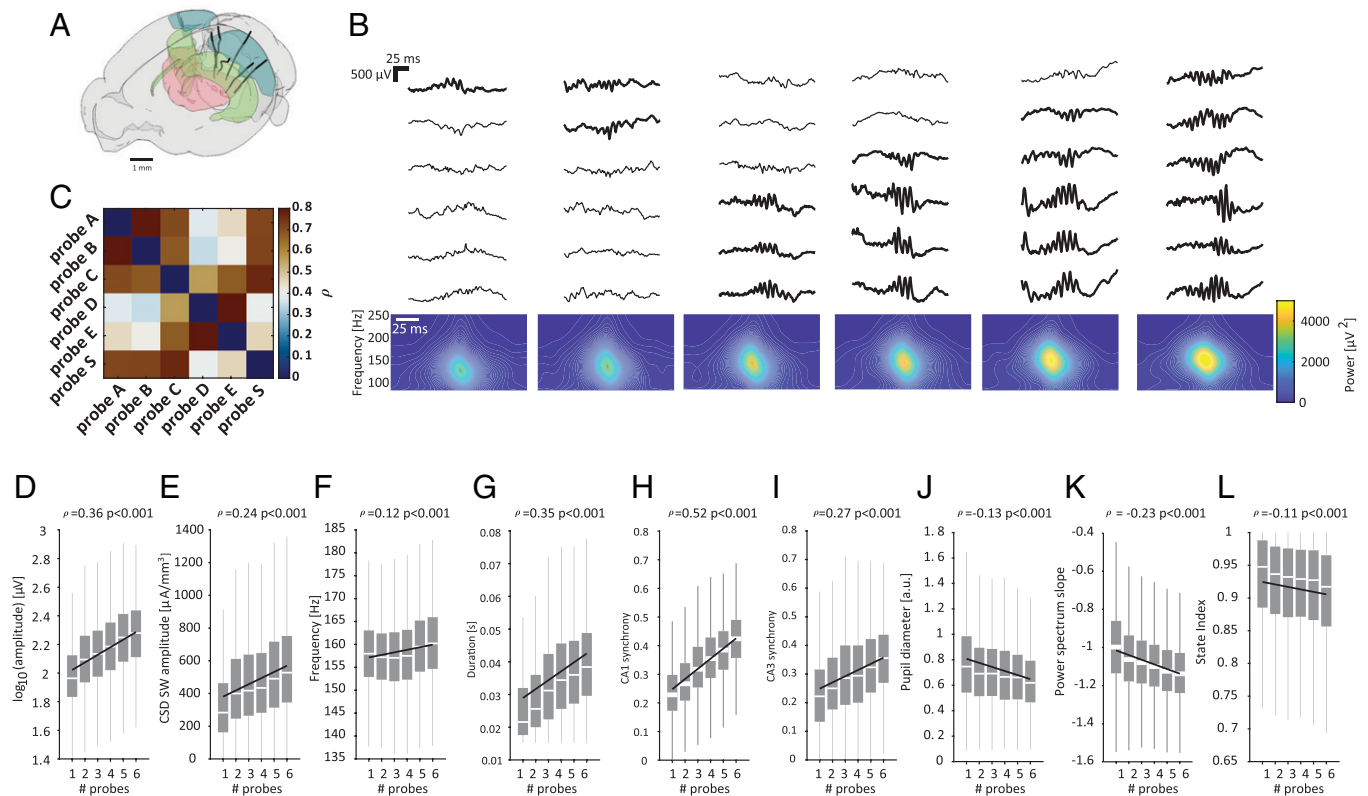 A
1 mm
B
25 ms
500 µV
C
probe A
probe B
probe C
probe D
probe E
probe S
probe A
probe B
probe C
probe D
probe E
probe S
0.8
0.7
0.6
0.5
0.4
0.3
0.2
0.1
0
ρ
Frequency [Hz]
250
200
150
100
25 ms
4000
2000
0
Power [µV²]
D
ρ=0.36 p<0.001
log10(amplitude) [µV]
3
2.8
2.6
2.4
2.2
2
1.8
1.6
1.4
1 2 3 4 5 6
# probes
E
ρ=0.24 p<0.001
CSD SW amplitude [µ A/mm³]
1400
1200
1000
800
600
400
200
0
1 2 3 4 5 6
# probes
F
ρ=0.12 p<0.001
Frequency [Hz]
185
180
175
170
165
160
155
150
145
140
135
1 2 3 4 5 6
# probes
G
ρ=0.35 p<0.001
Duration [s]
0.08
0.07
0.06
0.05
0.04
0.03
0.02
0.01
1 2 3 4 5 6
# probes
H
ρ=0.52 p<0.001
CA1 synchrony
0.8
0.7
0.6
0.5
0.4
0.3
0.2
0.1
0
1 2 3 4 5 6
# probes
I
ρ=0.27 p<0.001
CA3 synchrony
0.8
0.7
0.6
0.5
0.4
0.3
0.2
0.1
0
1 2 3 4 5 6
# probes
J
ρ=-0.13 p<0.001
Pupil diameter [a.u.]
1.8
1.6
1.4
1.2
1
0.8
0.6
0.4
0.2
0
1 2 3 4 5 6
# probes
K
ρ = -0.23 p<0.001
Power spectrum slope
-0.4
-0.6
-0.8
-1
-1.2
-1.4
-1.6
1 2 3 4 5 6
# probes
L
ρ=-0.11 p<0.001
State Index
1
0.95
0.9
0.85
0.8
0.75
0.7
0.65
1 2 3 4 5 6
# probes